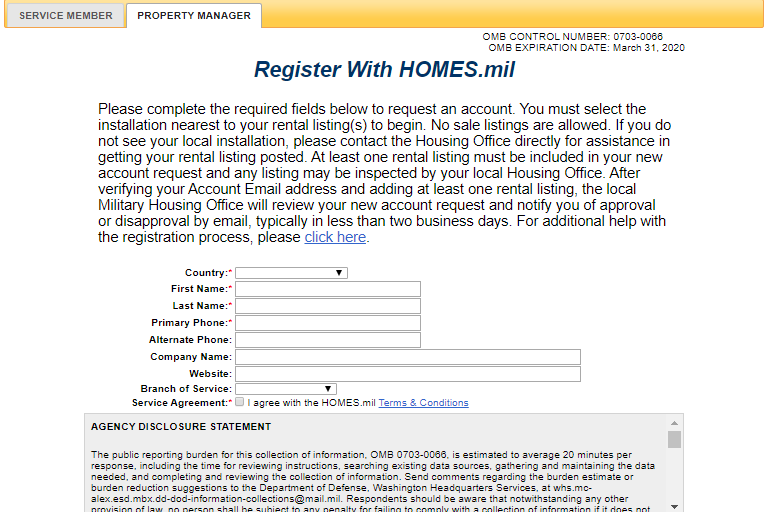 SERVICE MEMBER
PROPERTY MANAGER
OMB CONTROL NUMBER: 0703-0066
OMB EXPIRATION DATE: March 31, 2020
Register With HOMES.mil
Please complete the required fields below to request an account. You must select the
installation nearest to your rental listing(s) to begin. No sale listings are allowed. If you do
not see your local installation, please contact the Housing Office directly for assistance in
getting your rental listing posted. At least one rental listing must be included in your new
account request and any listing may be inspected by your local Housing Office. After
verifying your Account Email address and adding at least one rental listing, the local
Military Housing Office will review your new account request and notify you of approval
or disapproval by email, typically in less than two business days. For additional help with
the registration process, please click here.
Country:*
First Name:*
Last Name:*
Primary Phone:*
Alternate Phone:
Company Name:
Website:
Branch of Service:
Service Agreement:* I agree with the HOMES.mil Terms & Conditions
AGENCY DISCLOSURE STATEMENT
The public reporting burden for this collection of information, OMB 0703-0066, is estimated to average 20 minutes per
response, including the time for reviewing instructions, searching existing data sources, gathering and maintaining the data
needed, and completing and reviewing the collection of information. Send comments regarding the burden estimate or
burden reduction suggestions to the Department of Defense, Washington Headquarters Services, at whs.mc-
alex.esd.mbx.dd-dod-information-collections@mail.mil. Respondents should be aware that notwithstanding any other
provision of law, no person shall be subject to any penalty for failing to comply with a collection of information if it does not